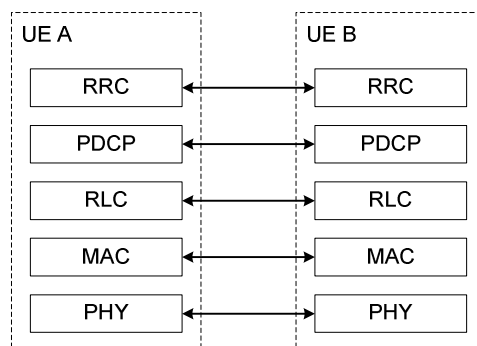 UE A UE B
RRC RRC
PDCP PDCP
RLC RLC
MAC MAC
PHY PHY